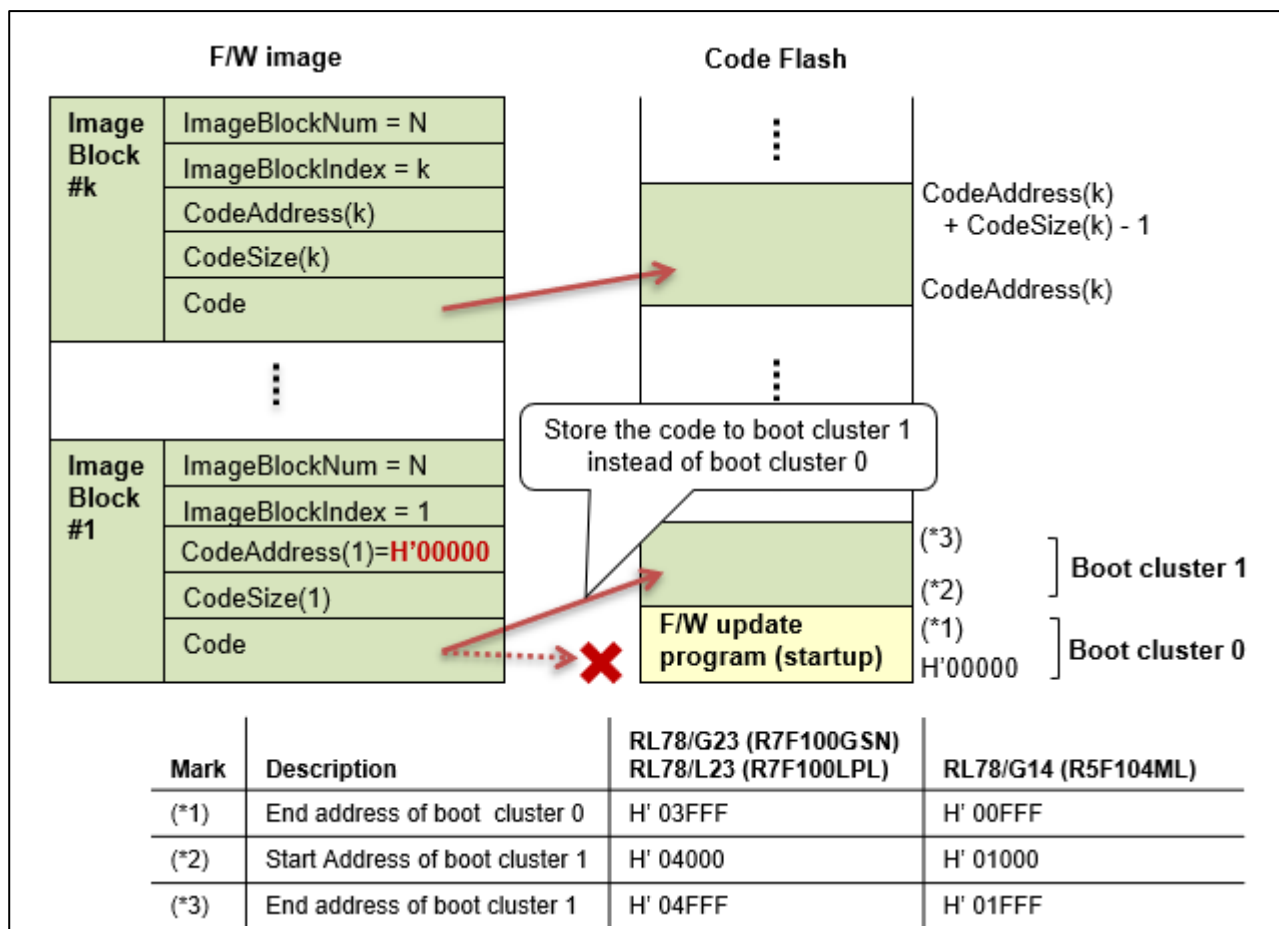 F/W image
Code Flash
Image Block #k
ImageBlockNum = N
ImageBlockIndex = k
CodeAddress(k)
CodeSize(k)
Code
CodeAddress(k)
+ CodeSize(k) - 1
CodeAddress(k)
Store the code to boot cluster 1
instead of boot cluster 0
Image Block #1
ImageBlockNum = N
ImageBlockIndex = 1
CodeAddress(1)=H'00000
CodeSize(1)
Code
(*3)
(*2)
Boot cluster 1
F/W update
program (startup)
(*1)
H'00000
Boot cluster 0
Mark Description RL78/G23 (R7F100GSN)
RL78/L23 (R7F100LPL) RL78/G14 (R5F104ML)
(*1) End address of boot cluster 0 H' 03FFF H' 00FFF
(*2) Start Address of boot cluster 1 H' 04000 H' 01000
(*3) End address of boot cluster 1 H' 04FFF H' 01FFF